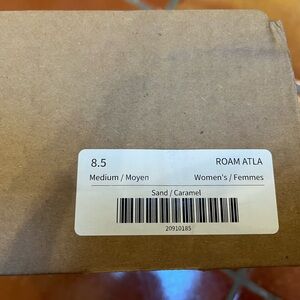 8.5 ROAM ATLA
Medium / Moyen Women's / Femmes
Sand / Caramel
20910185